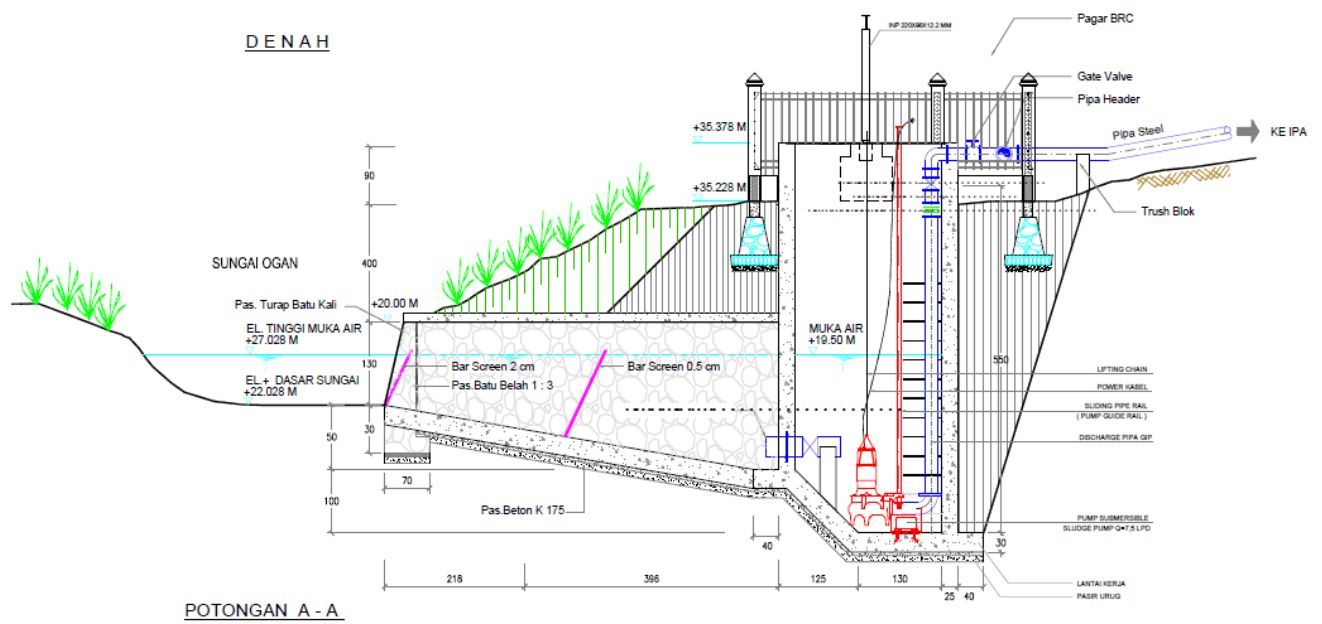 DENAH
INP 220X98X12.2 MM
Pagar BRC
Gate Valve
Pipa Header
+35.378 M
Pipa Steel
KE IPA
90
+35.228 M
Trush Blok
SUNGAI OGAN
400
Pas. Turap Batu Kali
+20.00 M
EL. TINGGI MUKA AIR
+27.028 M
MUKA AIR
+19.50 M
550
130
Bar Screen 2 cm
Bar Screen 0.5 cm
LIFTING CHAIN
EL.+ DASAR SUNGAI
+22.028 M
Pas.Batu Belah 1 : 3
POWER KABEL
SLIDING PIPE RAIL
( PUMP GUIDE RAIL )
50
30
DISCHARGE PIPA GIP
70
100
Pas.Beton K 175
PUMP SUBMERSIBLE
SLUDGE PUMP Q=7,5 LPD
40
30
218
396
125
130
25
40
LANTAI KERJA
PASIR URUG
POTONGAN A - A